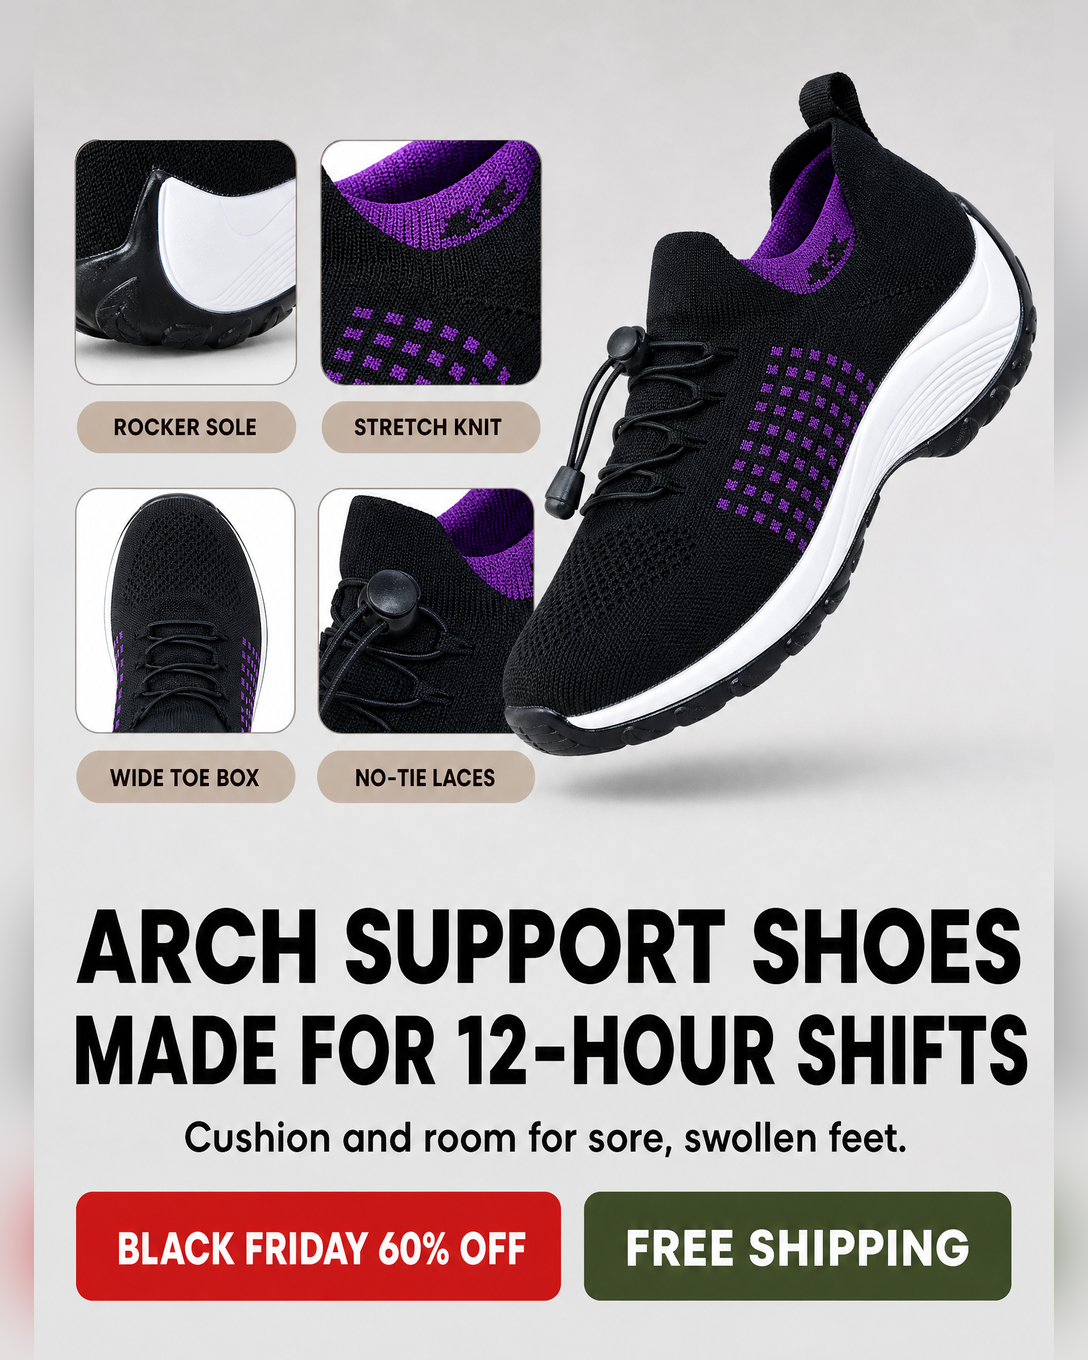 ROCKER SOLE
STRETCH KNIT
WIDE TOE BOX
NO-TIE LACES
ARCH SUPPORT SHOES
MADE FOR 12-HOUR SHIFTS
Cushion and room for sore, swollen feet.
BLACK FRIDAY 60% OFF
FREE SHIPPING